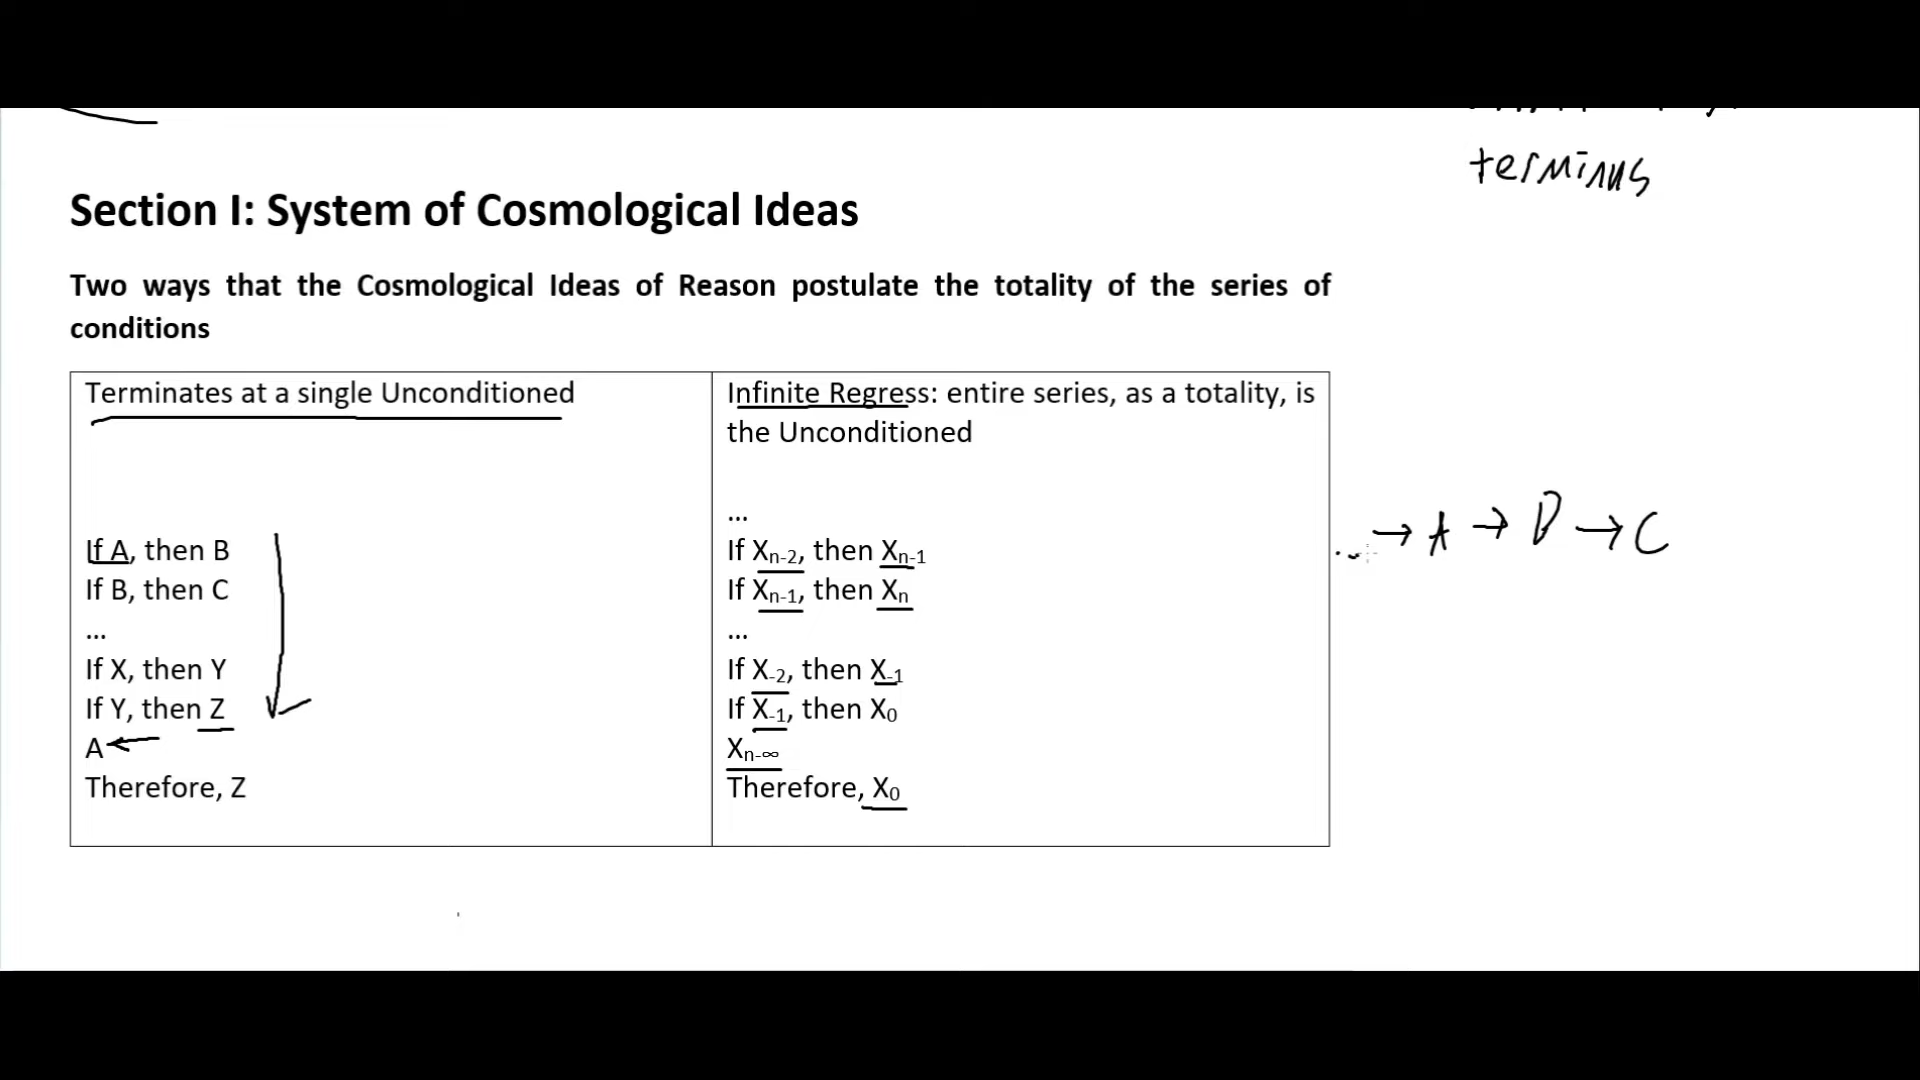 terminus
Section I: System of Cosmological Ideas
Two ways that the Cosmological Ideas of Reason postulate the totality of the series of
conditions
Terminates at a single Unconditioned
If A, then B
If B, then C
...
If X, then Y
If Y, then Z
A
Therefore, Z
Infinite Regress: entire series, as a totality, is
the Unconditioned
...
If Xn-2, then Xn-1
If Xn-1, then Xn
...
If X-2, then X-1
If X-1, then X0
Xn-∞
Therefore, X0
... → A → B → C